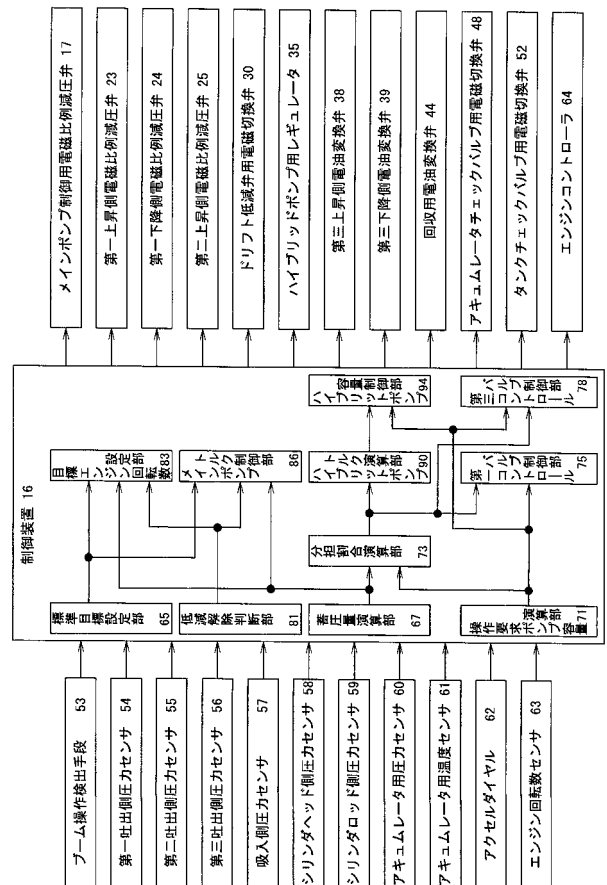 ブーム操作検出手段 53
第一吐出側圧力センサ 54
第二吐出側圧力センサ 55
第三吐出側圧力センサ 56
吸入側圧力センサ 57
シリンダヘッド側圧力センサ 58
シリンダロッド側圧力センサ 59
アキュムレータ用圧力センサ 60
アキュムレータ用温度センサ 61
アクセルダイヤル 62
エンジン回転数センサ 63
制御装置 16
標準目標設定部 65
低減解除判断部 81
蓄圧量演算部 67
操作要求ポンプ容量
演算部 71
分担割合演算部 73
目標エンジン回転数
設定部 83
メインポンプ
トルク制御部 86
ハイブリットポンプ
トルク演算部 90
第一コントロール
バルブ制御部 75
ハイブリットポンプ
容量制御部 94
第三コントロール
バルブ制御部 78
メインポンプ制御用電磁比例減圧弁 17
第一上昇側電磁比例減圧弁 23
第一下降側電磁比例減圧弁 24
第二上昇側電磁比例減圧弁 25
ドリフト低減弁用電磁切換弁 30
ハイブリッドポンプ用レギュレータ 35
第三上昇側電油変換弁 38
第三下降側電油変換弁 39
回収用電油変換弁 44
アキュムレータチェックバルブ用電磁切換弁 48
タンクチェックバルブ用電磁切換弁 52
エンジンコントローラ 64